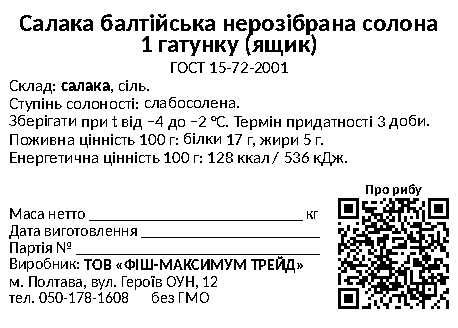 Салака балтійська нерозібрана солона
1 гатунку (ящик)
ГОСТ 15-72-2001
Склад: салака, сіль.
Ступінь солоності: слабосолена.
Зберігати при t від −4 до −2 °C. Термін придатності 3 доби.
Поживна цінність 100 г: білки 17 г, жири 5 г.
Енергетична цінність 100 г: 128 ккал / 536 кДж.
Про рибу
Маса нетто ____________________________ кг
Дата виготовлення ________________________
Партія № ________________________________
Виробник: ТОВ «ФІШ-МАКСИМУМ ТРЕЙД»
м. Полтава, вул. Героїв ОУН, 12
тел. 050-178-1608 без ГМО